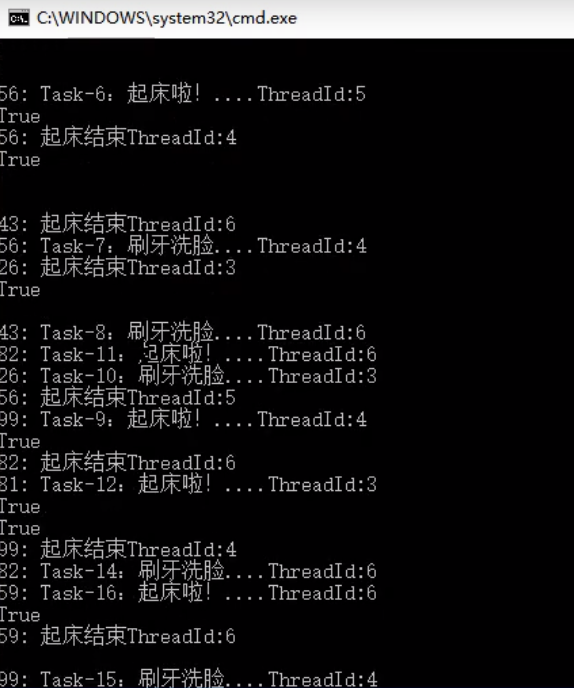 C:\WINDOWS\system32\cmd.exe
56: Task-6: 起床啦! ....ThreadId:5
True
56: 起床结束ThreadId:4
True
43: 起床结束ThreadId:6
56: Task-7: 刷牙洗脸....ThreadId:4
26: 起床结束ThreadId:3
True
43: Task-8: 刷牙洗脸....ThreadId:6
82: Task-11: 起床啦! ....ThreadId:6
26: Task-10: 刷牙洗脸....ThreadId:3
56: 起床结束ThreadId:5
99: Task-9: 起床啦! ....ThreadId:4
True
82: 起床结束ThreadId:6
81: Task-12: 起床啦! ....ThreadId:3
True
True
99: 起床结束ThreadId:4
82: Task-14: 刷牙洗脸....ThreadId:6
59: Task-16: 起床啦! ....ThreadId:6
True
59: 起床结束ThreadId:6
99: Task-15: 刷牙洗脸....ThreadId:4